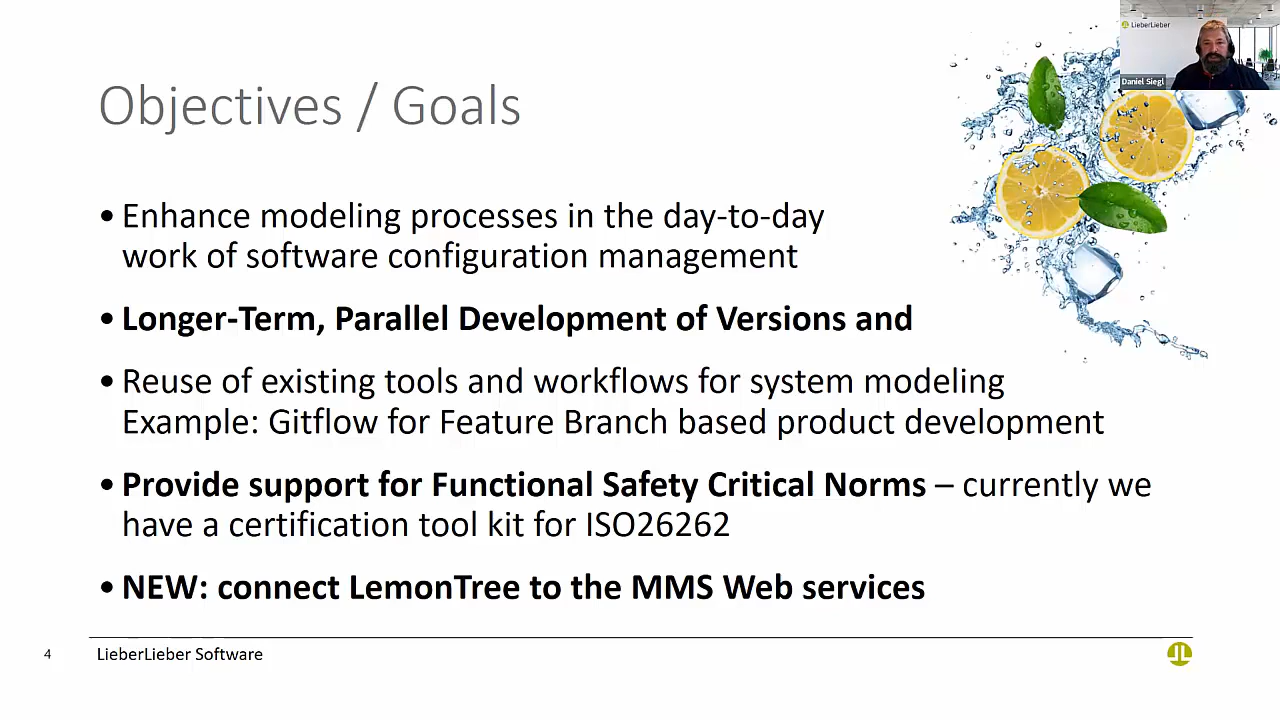 LieberLieber
Daniel Siegl
Objectives / Goals
• Enhance modeling processes in the day-to-day
work of software configuration management
• Longer-Term, Parallel Development of Versions and
• Reuse of existing tools and workflows for system modeling
Example: Gitflow for Feature Branch based product development
• Provide support for Functional Safety Critical Norms – currently we
have a certification tool kit for ISO26262
• NEW: connect LemonTree to the MMS Web services
4 LieberLieber Software